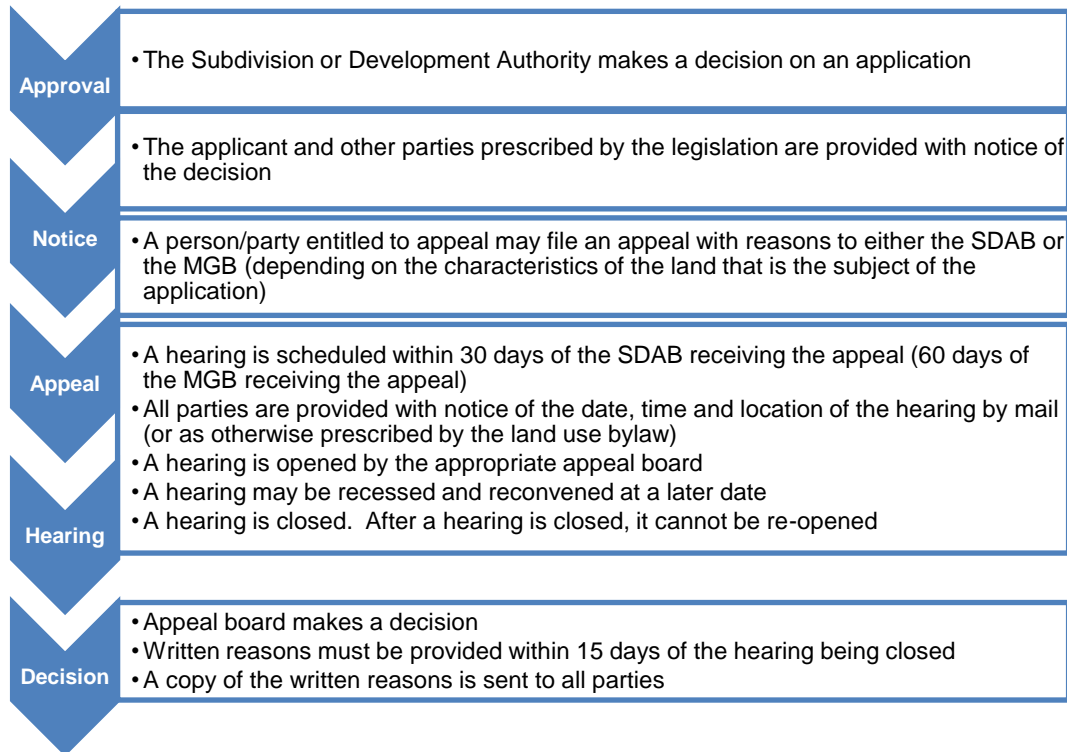 Approval
• The Subdivision or Development Authority makes a decision on an application
• The applicant and other parties prescribed by the legislation are provided with notice of
the decision
Notice
• A person/party entitled to appeal may file an appeal with reasons to either the SDAB or
the MGB (depending on the characteristics of the land that is the subject of the
application)
Appeal
• A hearing is scheduled within 30 days of the SDAB receiving the appeal (60 days of
the MGB receiving the appeal)
• All parties are provided with notice of the date, time and location of the hearing by mail
(or as otherwise prescribed by the land use bylaw)
• A hearing is opened by the appropriate appeal board
• A hearing may be recessed and reconvened at a later date
• A hearing is closed.  After a hearing is closed, it cannot be re-opened
Hearing
Decision
• Appeal board makes a decision
• Written reasons must be provided within 15 days of the hearing being closed
• A copy of the written reasons is sent to all parties